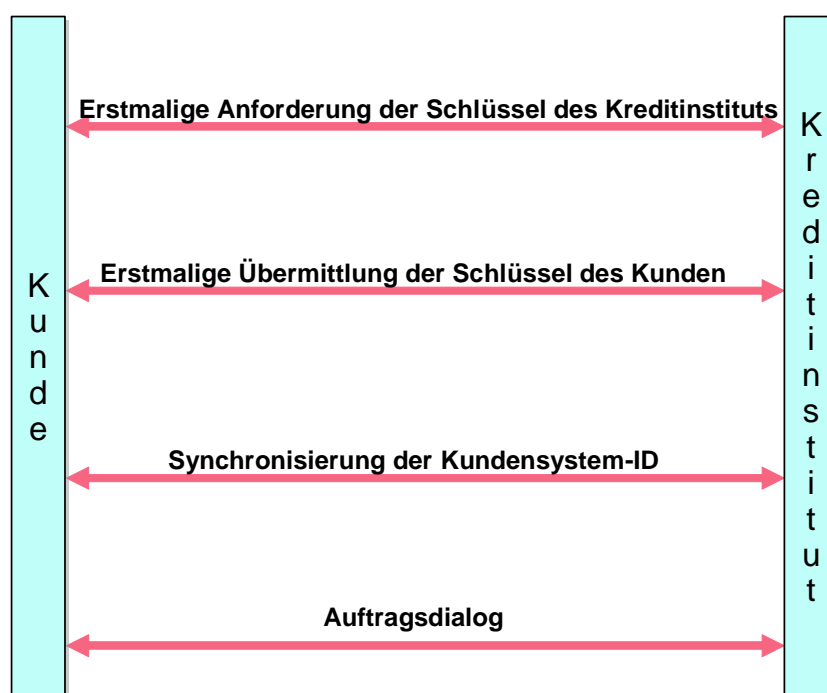 Erstmalige Anforderung der Schlüssel des Kreditinstituts
Erstmalige Übermittlung der Schlüssel des Kunden
Synchronisierung der Kundensystem-ID
Auftragsdialog
Kunde
Kreditinstitut